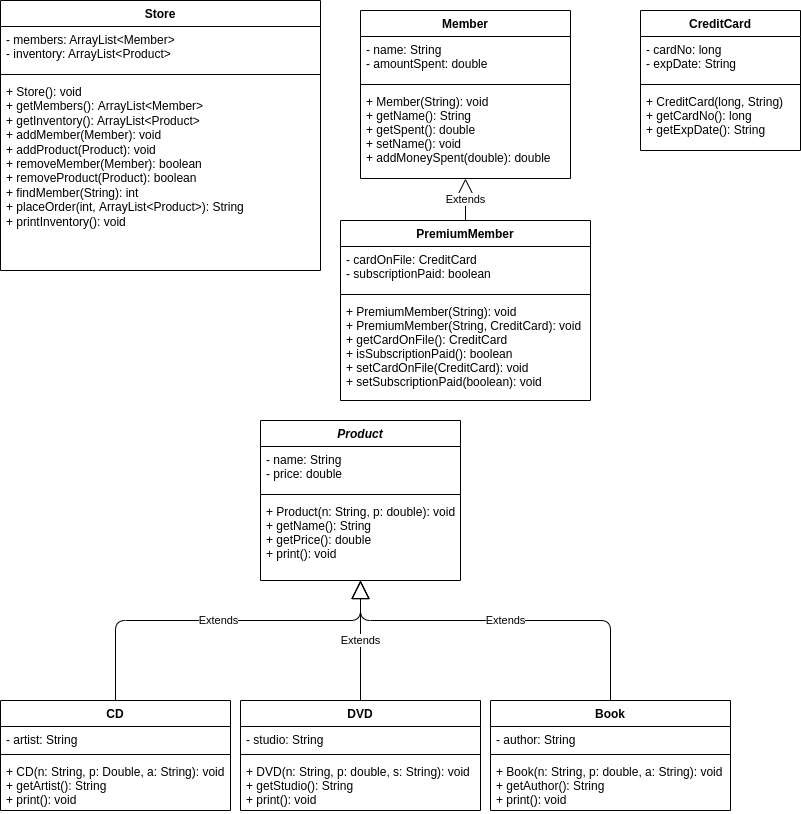 Store
- members: ArrayList<Member>
- inventory: ArrayList<Product>
+ Store(): void
+ getMembers(): ArrayList<Member>
+ getInventory(): ArrayList<Product>
+ addMember(Member): void
+ addProduct(Product): void
+ removeMember(Member): boolean
+ removeProduct(Product): boolean
+ findMember(String): int
+ placeOrder(int, ArrayList<Product>): String
+ printInventory(): void
Member
- name: String
- amountSpent: double
+ Member(String): void
+ getName(): String
+ getSpent(): double
+ setName(): void
+ addMoneySpent(double): double
CreditCard
- cardNo: long
- expDate: String
+ CreditCard(long, String)
+ getCardNo(): long
+ getExpDate(): String
Extends
PremiumMember
- cardOnFile: CreditCard
- subscriptionPaid: boolean
+ PremiumMember(String): void
+ PremiumMember(String, CreditCard): void
+ getCardOnFile(): CreditCard
+ isSubscriptionPaid(): boolean
+ setCardOnFile(CreditCard): void
+ setSubscriptionPaid(boolean): void
Product
- name: String
- price: double
+ Product(n: String, p: double): void
+ getName(): String
+ getPrice(): double
+ print(): void
Extends
Extends
Extends
CD
- artist: String
+ CD(n: String, p: Double, a: String): void
+ getArtist(): String
+ print(): void
DVD
- studio: String
+ DVD(n: String, p: double, s: String): void
+ getStudio(): String
+ print(): void
Book
- author: String
+ Book(n: String, p: double, a: String): void
+ getAuthor(): String
+ print(): void